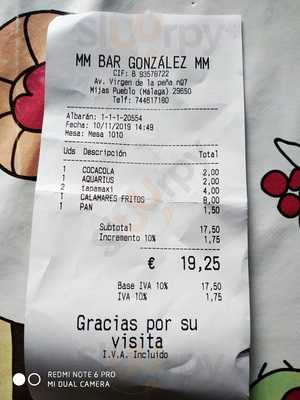 MM BAR GONZÁLEZ MM
CIF: B 93578722
Av. Virgen de la peña nº7
Mijas Pueblo (Málaga) 29650
Telf: 744617180
Albarán: 1-1-1-20554
Fecha: 10/11/2019 14:49
Mesa: Mesa 1010
Uds Descripción Total
1 COCACOLA 2,00
1 AQUARIUS 2,00
2 tapamaxi 4,00
1 CALAMARES FRITOS 8,00
1 PAN 1,50
Subtotal 17,50
Incremento 10% 1,75
€ 19,25
Base IVA 10% 17,50
IVA 10% 1,75
Gracias por su
visita
I.V.A. Incluido
REDMI NOTE 6 PRO
MI DUAL CAMERA